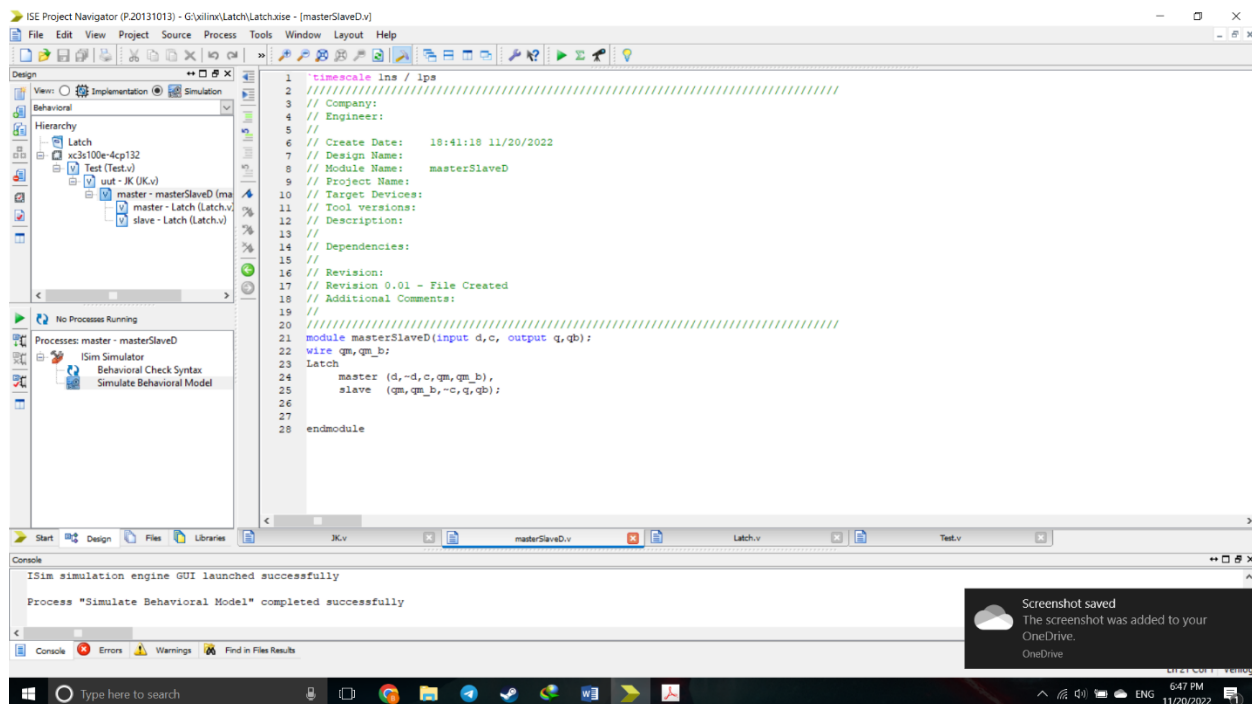 ISE Project Navigator (P.20131013) - G:\xilinx\Latch\Latch.xise - [masterSlaveD.v]
File Edit View Project Source Process Tools Window Layout Help
Design
View: Implementation Simulation
Behavioral
Hierarchy
Latch
xc3s100e-4cp132
Test (Test.v)
uut - JK (JK.v)
master - masterSlaveD (ma
master - Latch (Latch.v)
slave - Latch (Latch.v)
No Processes Running
Processes: master - masterSlaveD
ISim Simulator
Behavioral Check Syntax
Simulate Behavioral Model
1 `timescale 1ns / 1ps
2 //////////////////////////////////////////////////////////////////////////////////
3 // Company:
4 // Engineer:
5 //
6 // Create Date:    18:41:18 11/20/2022
7 // Design Name:
8 // Module Name:    masterSlaveD
9 // Project Name:
10 // Target Devices:
11 // Tool versions:
12 // Description:
13 //
14 // Dependencies:
15 //
16 // Revision:
17 // Revision 0.01 - File Created
18 // Additional Comments:
19 //
20 //////////////////////////////////////////////////////////////////////////////////
21 module masterSlaveD(input d,c, output q,qb);
22 wire qm,qm_b;
23 Latch
24     master (d,~d,c,qm,qm_b),
25     slave  (qm,qm_b,~c,q,qb);
26
27
28 endmodule
Start Design Files Libraries
JK.v masterSlaveD.v Latch.v Test.v
Console
ISim simulation engine GUI launched successfully
Process "Simulate Behavioral Model" completed successfully
Console Errors Warnings Find in Files Results
Screenshot saved
The screenshot was added to your
OneDrive.
OneDrive
Ln 21 Col 1 Verilog
Type here to search
ENG
6:47 PM
11/20/2022